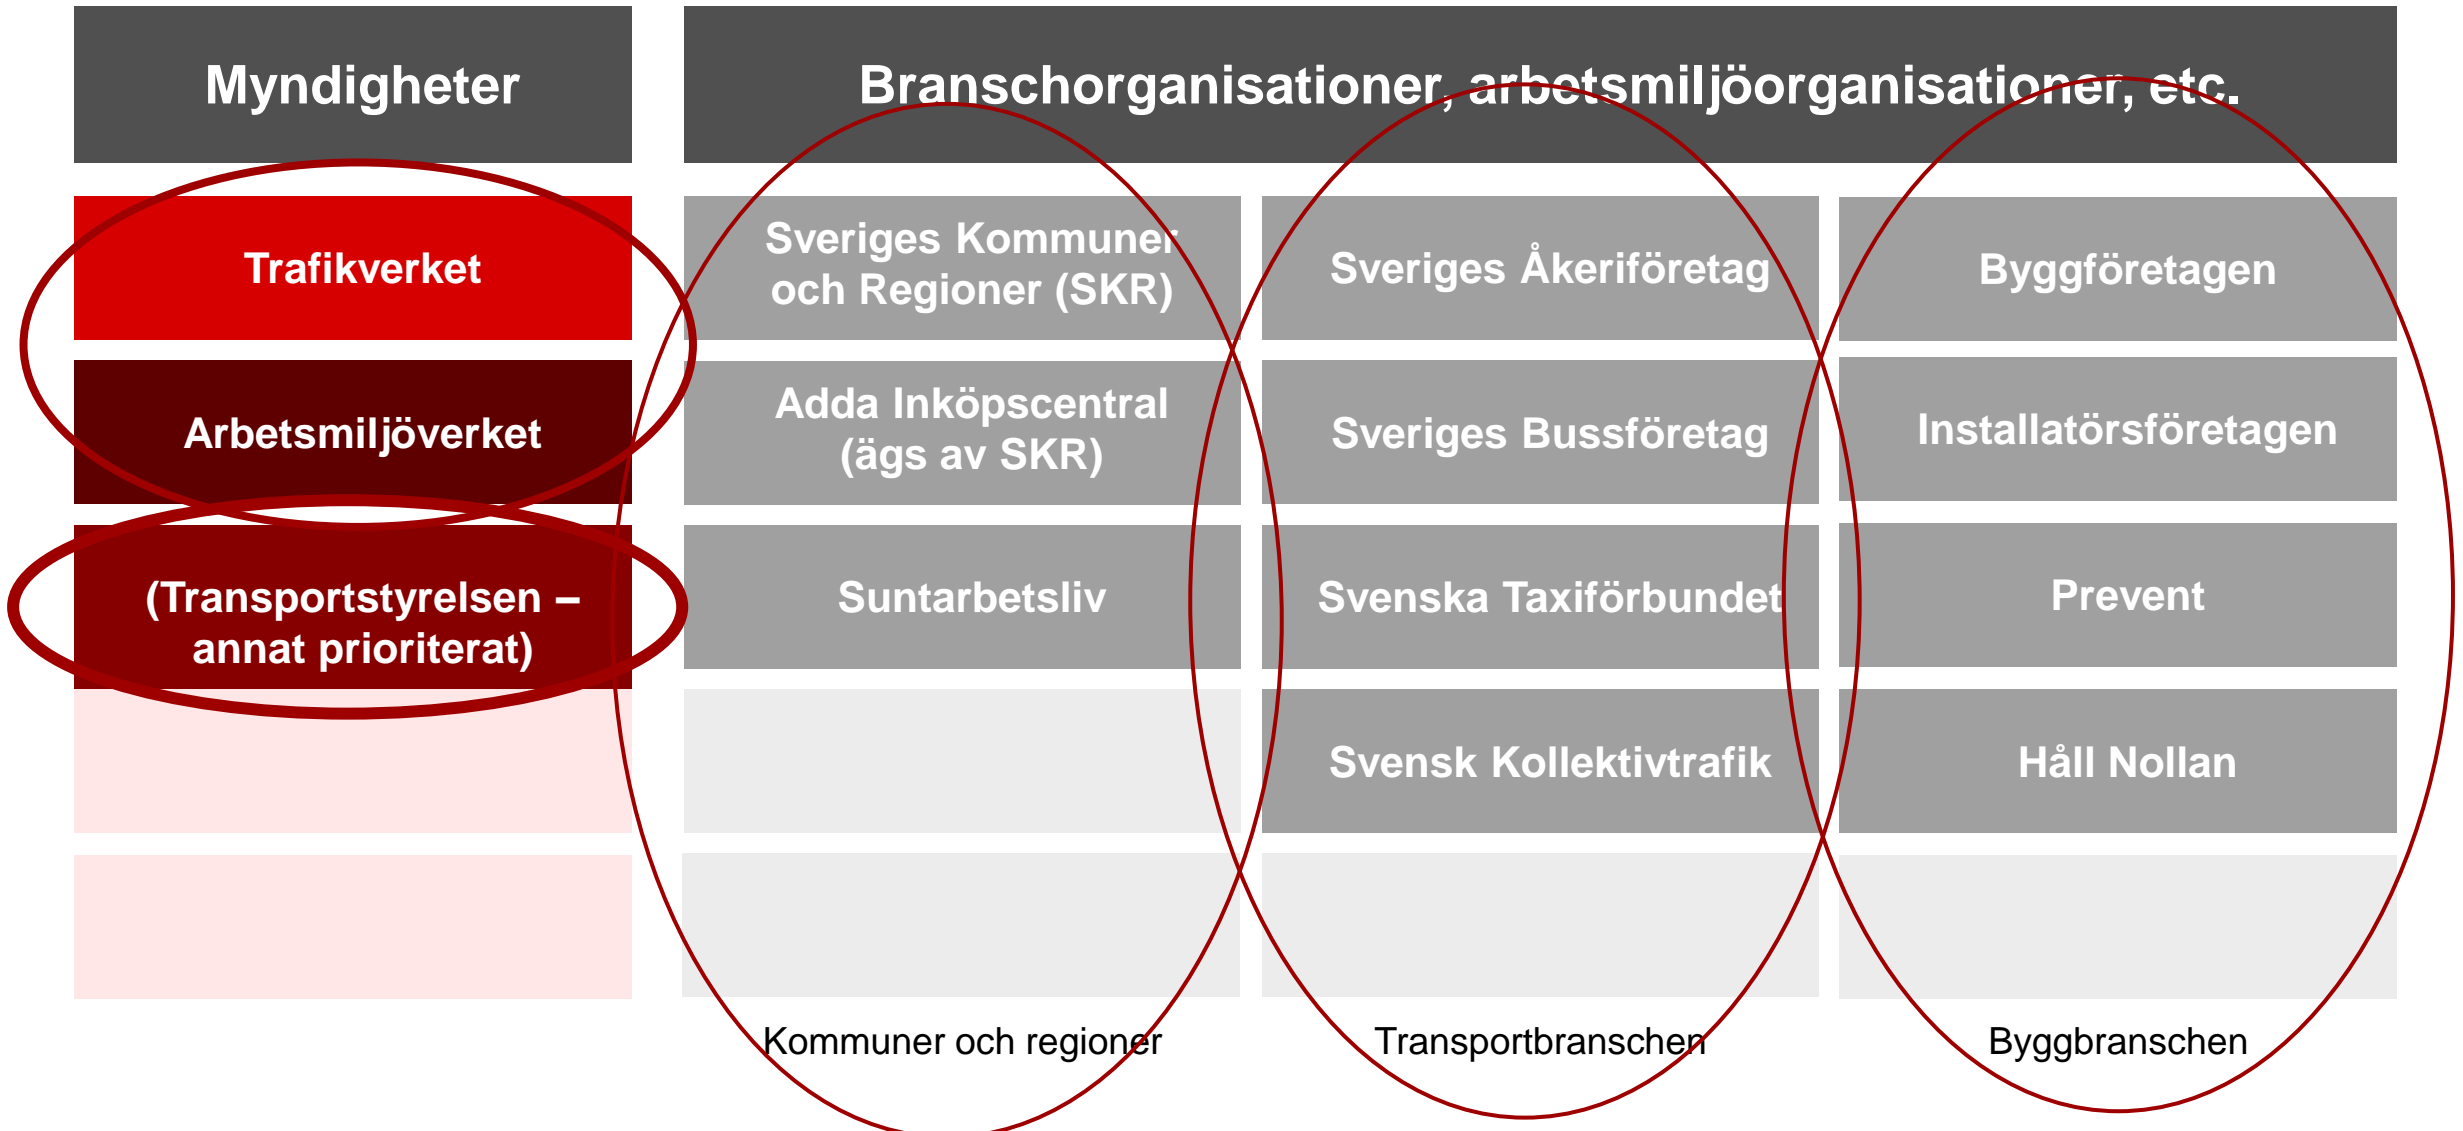 Myndigheter
Branschorganisationer, arbetsmiljöorganisationer, etc.
Trafikverket
Sveriges Kommuner
och Regioner (SKR)
Sveriges Åkeriföretag
Byggföretagen
Arbetsmiljöverket
Adda Inköpscentral
(ägs av SKR)
Sveriges Bussföretag
Installatörsföretagen
(Transportstyrelsen –
annat prioriterat)
Suntarbetsliv
Svenska Taxiförbundet
Prevent
Svensk Kollektivtrafik
Håll Nollan
Kommuner och regioner
Transportbranschen
Byggbranschen